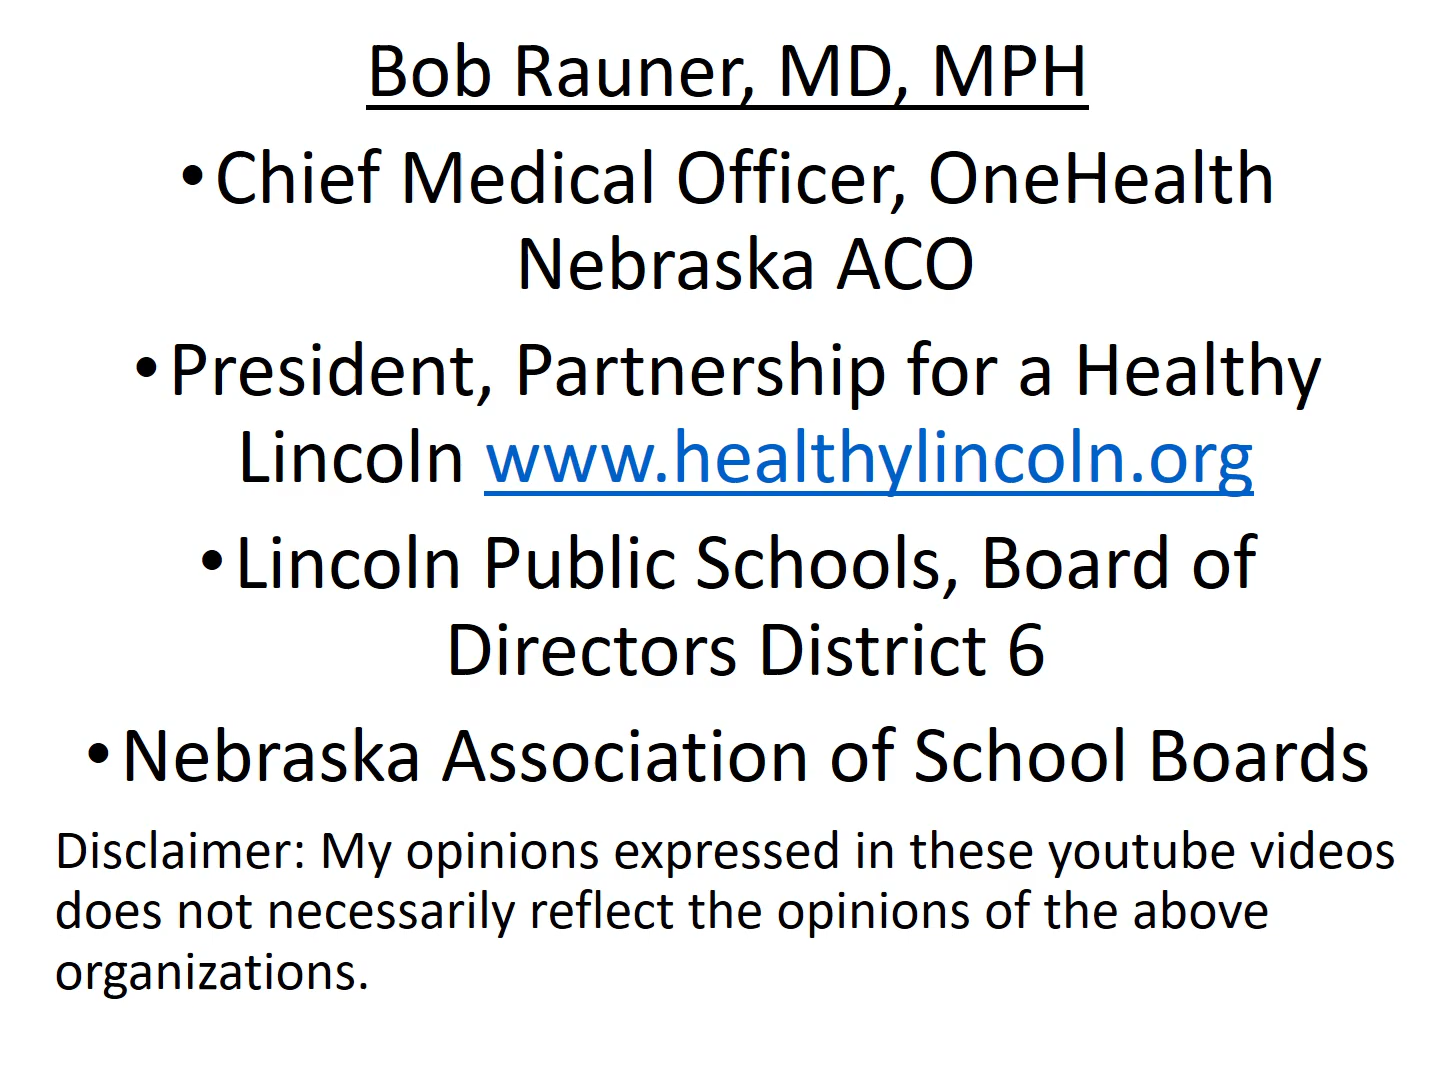 Bob Rauner, MD, MPH
•Chief Medical Officer, OneHealth
Nebraska ACO
•President, Partnership for a Healthy
Lincoln www.healthylincoln.org
•Lincoln Public Schools, Board of
Directors District 6
•Nebraska Association of School Boards
Disclaimer: My opinions expressed in these youtube videos
does not necessarily reflect the opinions of the above
organizations.